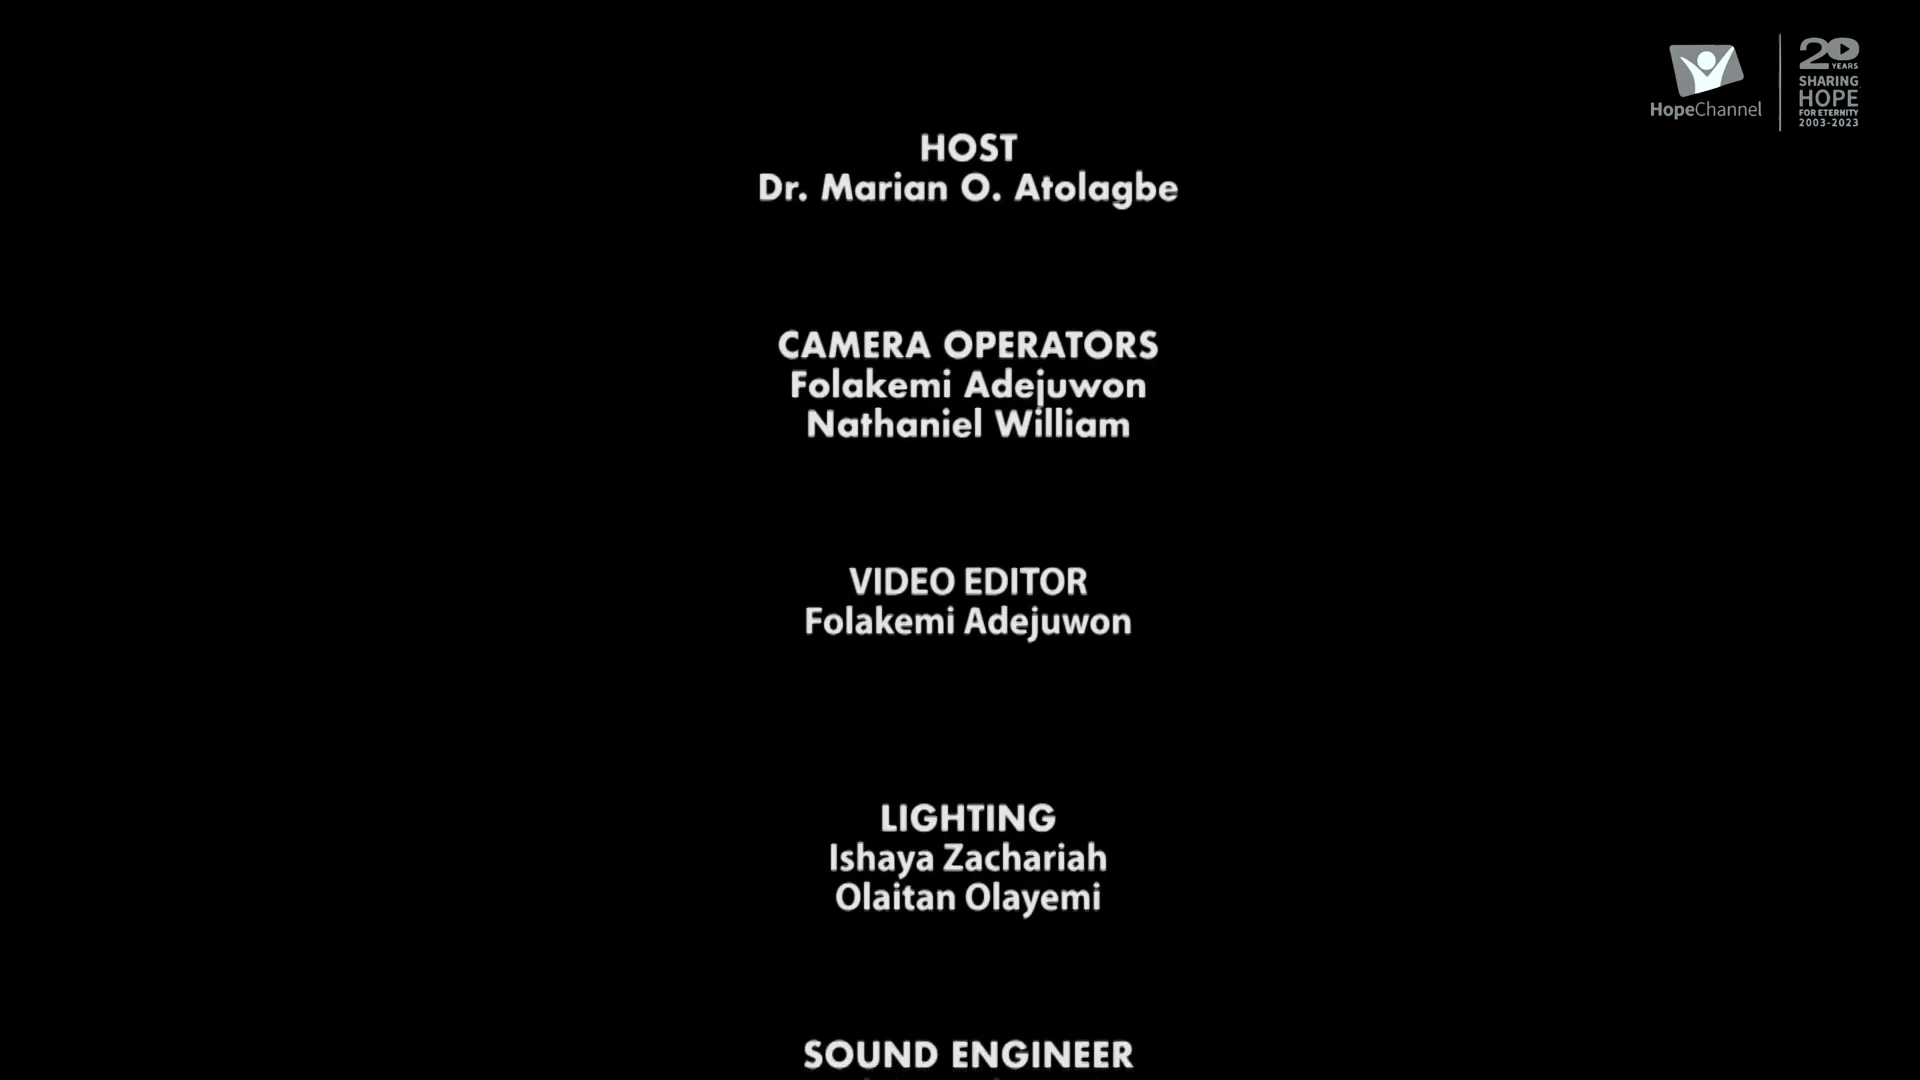 HopeChannel
20
YEARS
SHARING
HOPE
FOR ETERNITY
2003-2023
HOST
Dr. Marian O. Atolagbe
CAMERA OPERATORS
Folakemi Adejuwon
Nathaniel William
VIDEO EDITOR
Folakemi Adejuwon
LIGHTING
Ishaya Zachariah
Olaitan Olayemi
SOUND ENGINEER